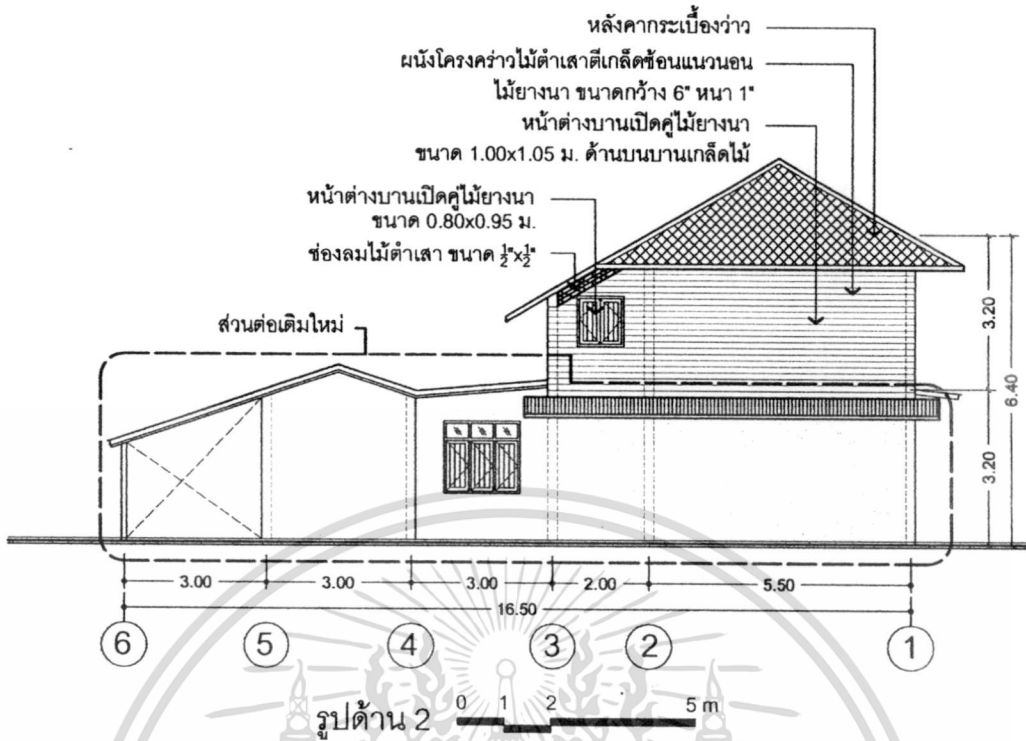 หลังคากระเบื้องว่าว
ผนังโครงคร่าวไม้ตำเสาตีเกล็ดซ้อนแนวนอน
ไม้ยางนา ขนาดกว้าง 6" หนา 1"
หน้าต่างบานเปิดคู่ไม้ยางนา
ขนาด 1.00x1.05 ม. ด้านบนบานเกล็ดไม้
หน้าต่างบานเปิดคู่ไม้ยางนา
ขนาด 0.80x0.95 ม.
ช่องลมไม้ตำเสา ขนาด ½"x½"
ส่วนต่อเติมใหม่
3.20
6.40
3.20
3.00 3.00 3.00 2.00 5.50
16.50
6 5 4 3 2 1
รูปด้าน 2
0 1 2 5 m